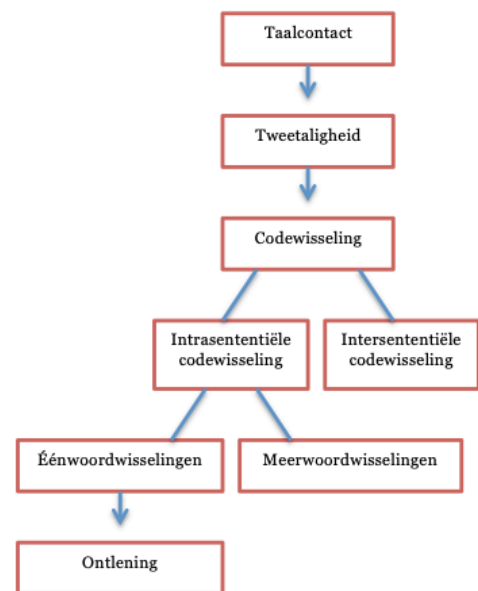 Taalcontact
Tweetaligheid
Codewisseling
Intrasententiële
codewisseling
Intersententiële
codewisseling
Éénwoordwisselingen
Meerwoordwisselingen
Ontlening